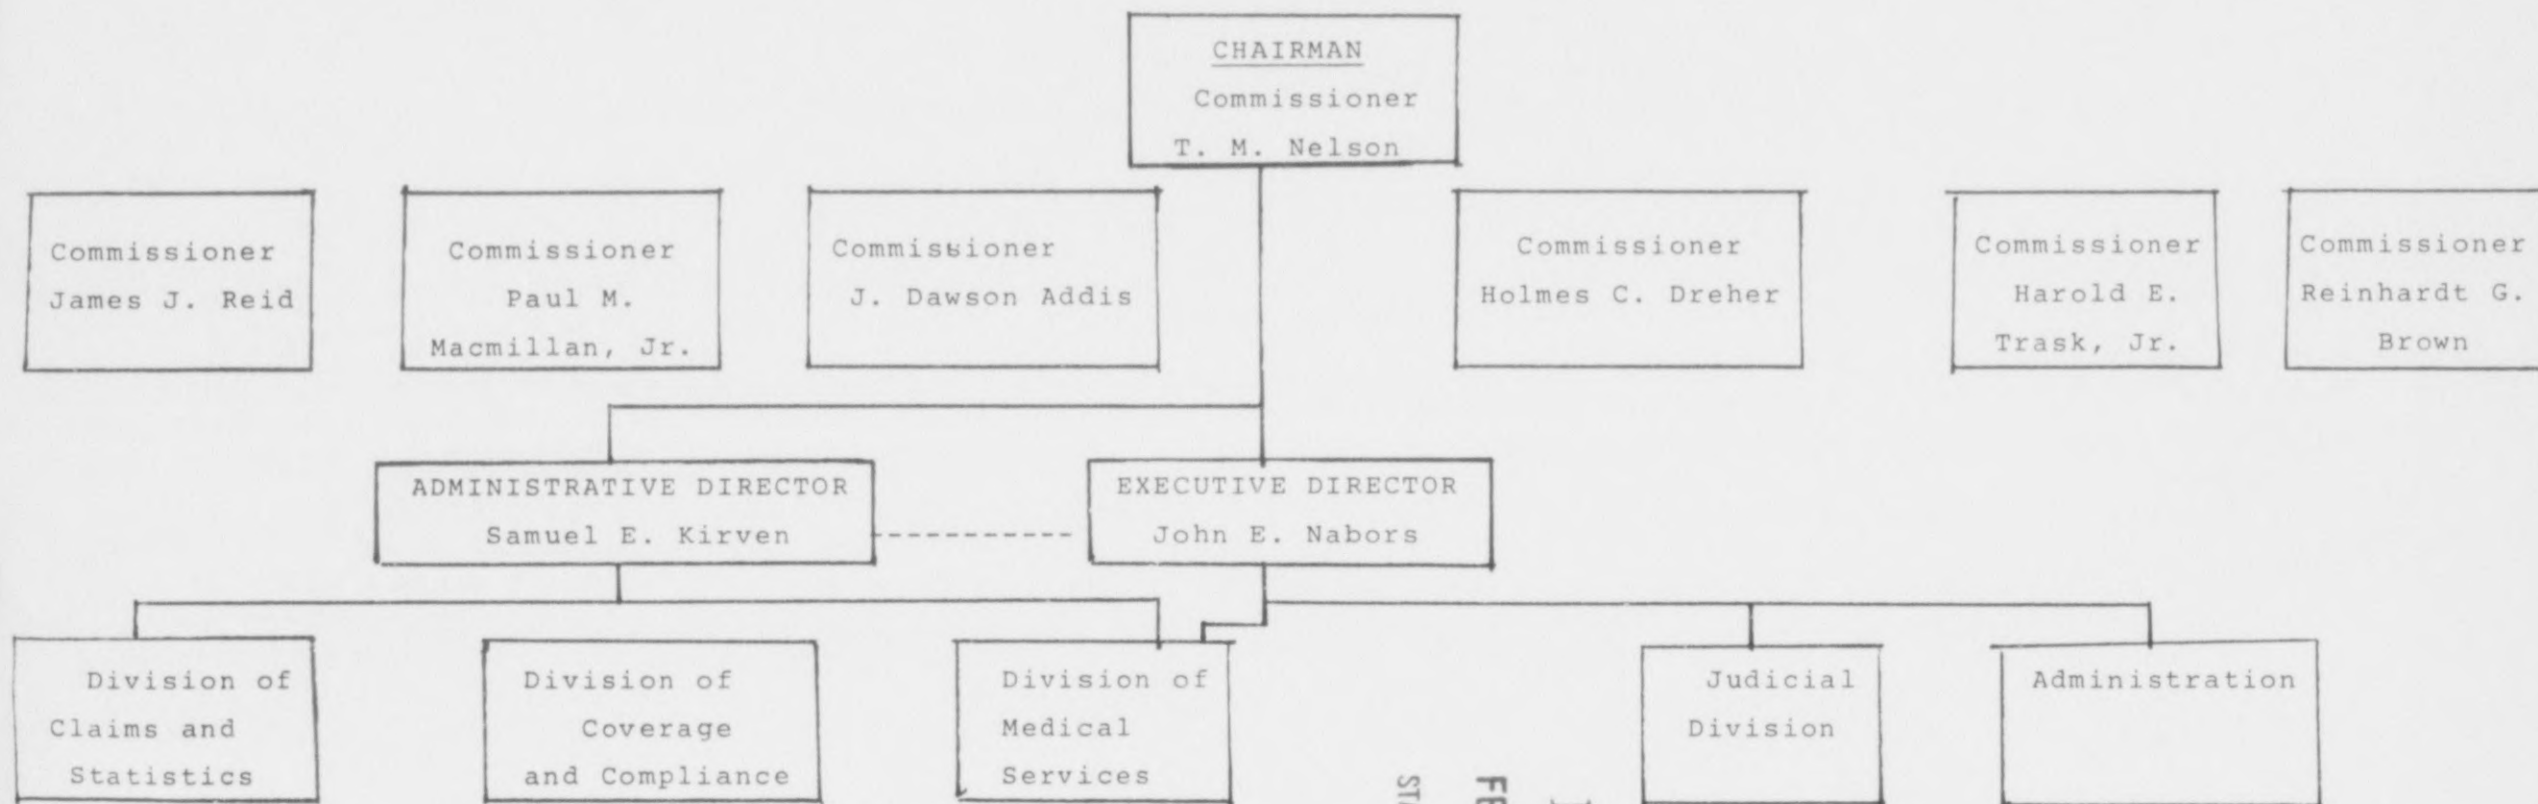 CHAIRMAN
Commissioner
T. M. Nelson
Commissioner
James J. Reid
Commissioner
Paul M.
Macmillan, Jr.
Commissioner
J. Dawson Addis
Commissioner
Holmes C. Dreher
Commissioner
Harold E.
Trask, Jr.
Commissioner
Reinhardt G.
Brown
ADMINISTRATIVE DIRECTOR
Samuel E. Kirven
EXECUTIVE DIRECTOR
John E. Nabors
Division of
Claims and
Statistics
Division of
Coverage
and Compliance
Division of
Medical
Services
Judicial
Division
Administration